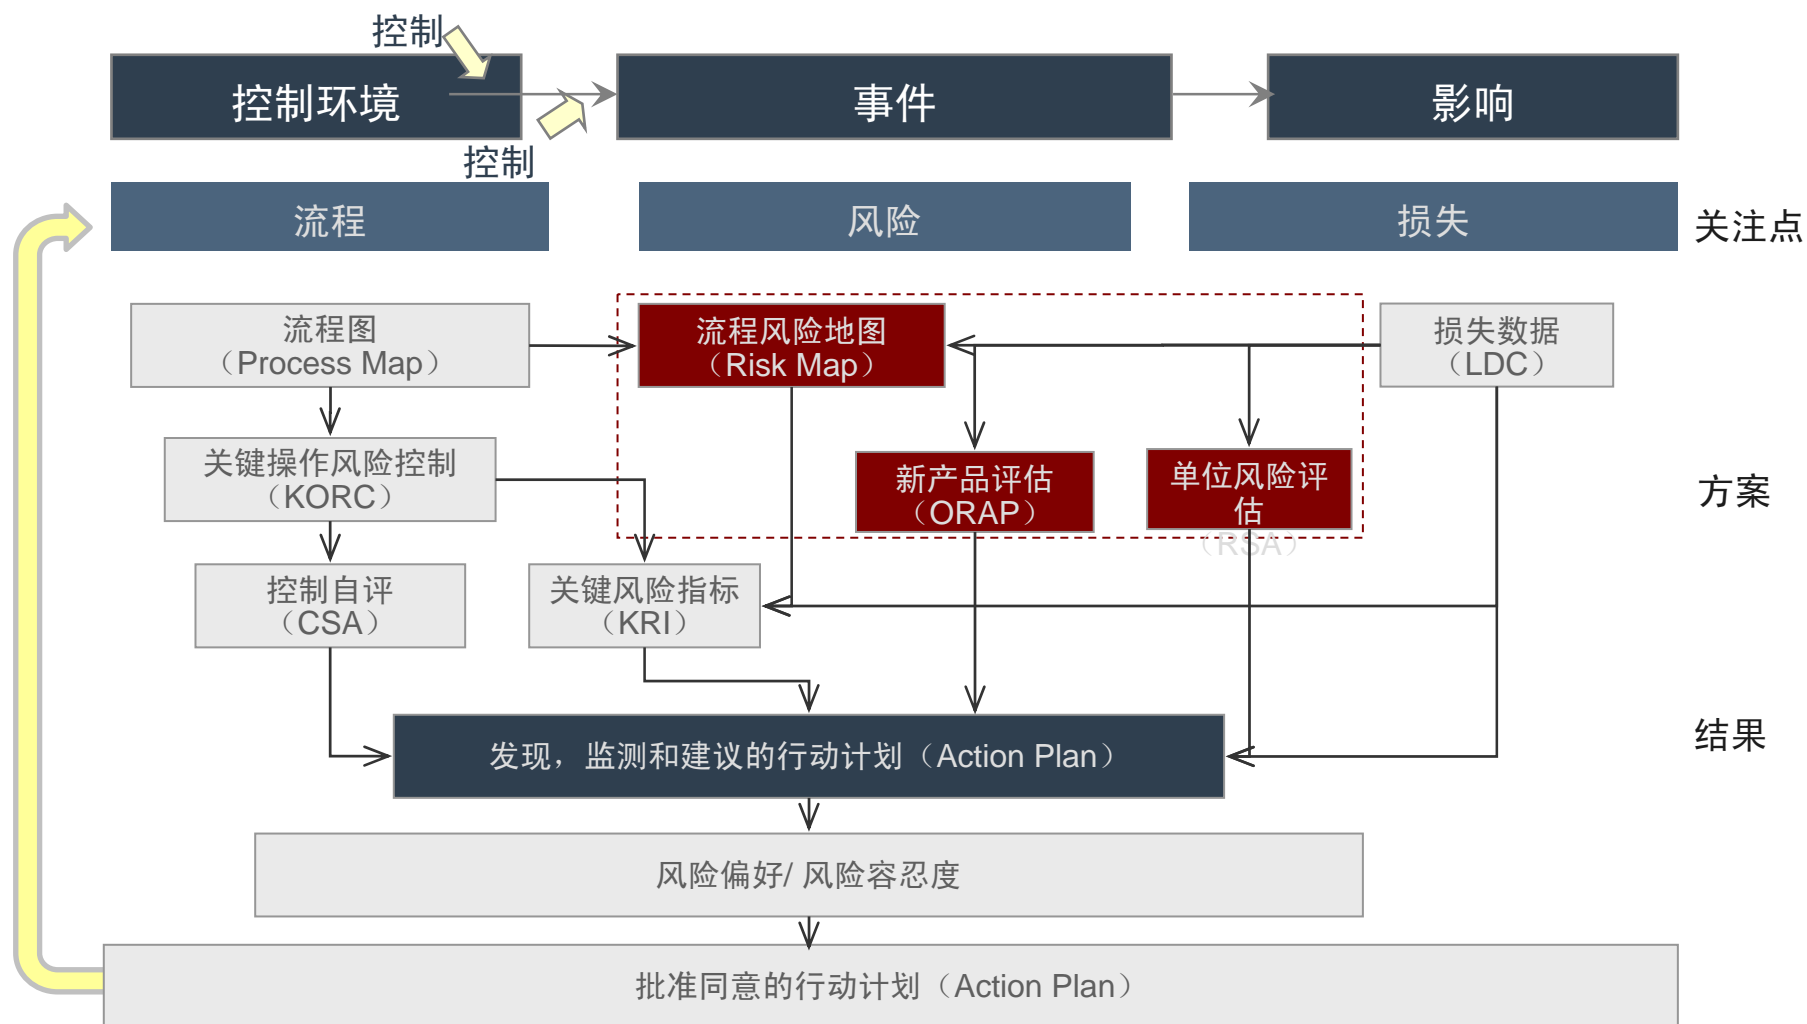 控制
控制环境
事件
影响
控制
流程
风险
损失
关注点
流程图
（Process Map）
流程风险地图
（Risk Map）
损失数据
（LDC）
关键操作风险控制
（KORC）
新产品评估
（ORAP）
单位风险评
估
（RSA）
方案
控制自评
（CSA）
关键风险指标
（KRI）
结果
发现，监测和建议的行动计划（Action Plan）
风险偏好/ 风险容忍度
批准同意的行动计划（Action Plan）